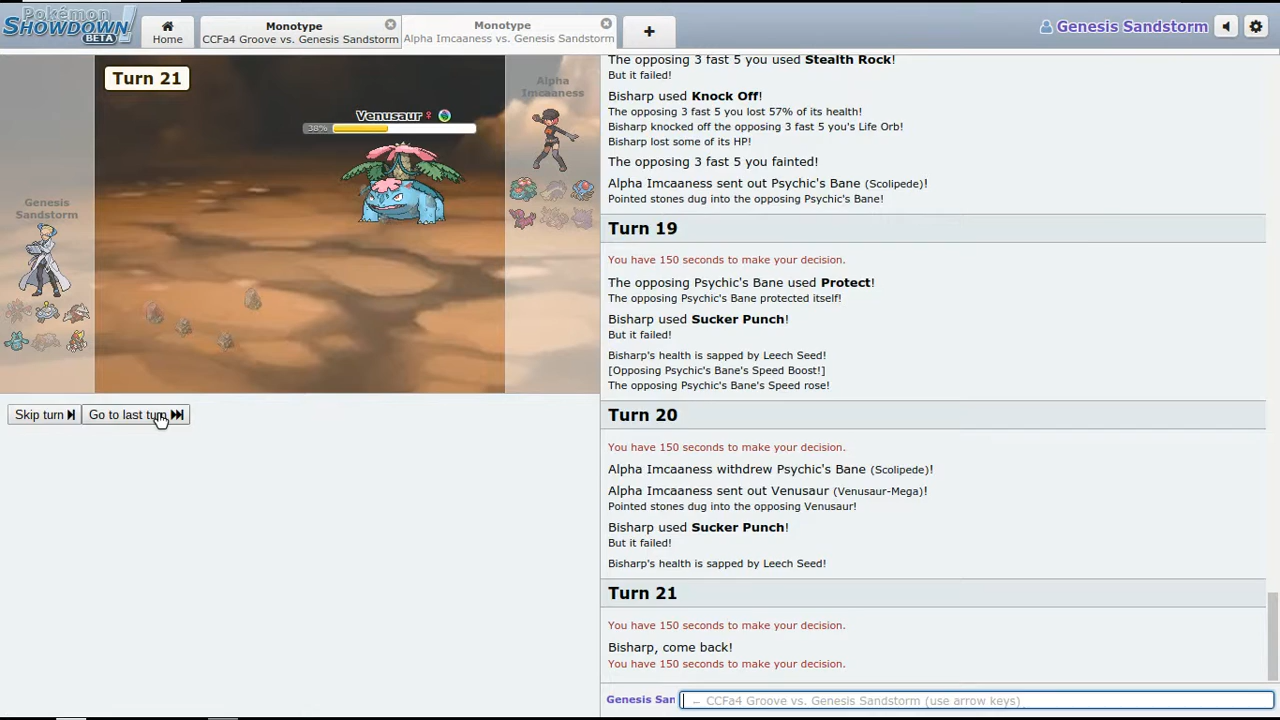 Pokémon
SHOWDOWN!
BETA
Home
Monotype
CCFa4 Groove vs. Genesis Sandstorm
Monotype
Alpha Imcaaness vs. Genesis Sandstorm
+
Genesis Sandstorm
Turn 21
Alpha
Imcaaness
Venusaur ♀
38%
Genesis
Sandstorm
Skip turn
Go to last turn
The opposing 3 fast 5 you used Stealth Rock!
But it failed!
Bisharp used Knock Off!
The opposing 3 fast 5 you lost 57% of its health!
Bisharp knocked off the opposing 3 fast 5 you's Life Orb!
Bisharp lost some of its HP!
The opposing 3 fast 5 you fainted!
Alpha Imcaaness sent out Psychic's Bane (Scolipede)!
Pointed stones dug into the opposing Psychic's Bane!
Turn 19
You have 150 seconds to make your decision.
The opposing Psychic's Bane used Protect!
The opposing Psychic's Bane protected itself!
Bisharp used Sucker Punch!
But it failed!
Bisharp's health is sapped by Leech Seed!
[Opposing Psychic's Bane's Speed Boost!]
The opposing Psychic's Bane's Speed rose!
Turn 20
You have 150 seconds to make your decision.
Alpha Imcaaness withdrew Psychic's Bane (Scolipede)!
Alpha Imcaaness sent out Venusaur (Venusaur-Mega)!
Pointed stones dug into the opposing Venusaur!
Bisharp used Sucker Punch!
But it failed!
Bisharp's health is sapped by Leech Seed!
Turn 21
You have 150 seconds to make your decision.
Bisharp, come back!
You have 150 seconds to make your decision.
Genesis San
← CCFa4 Groove vs. Genesis Sandstorm (use arrow keys)